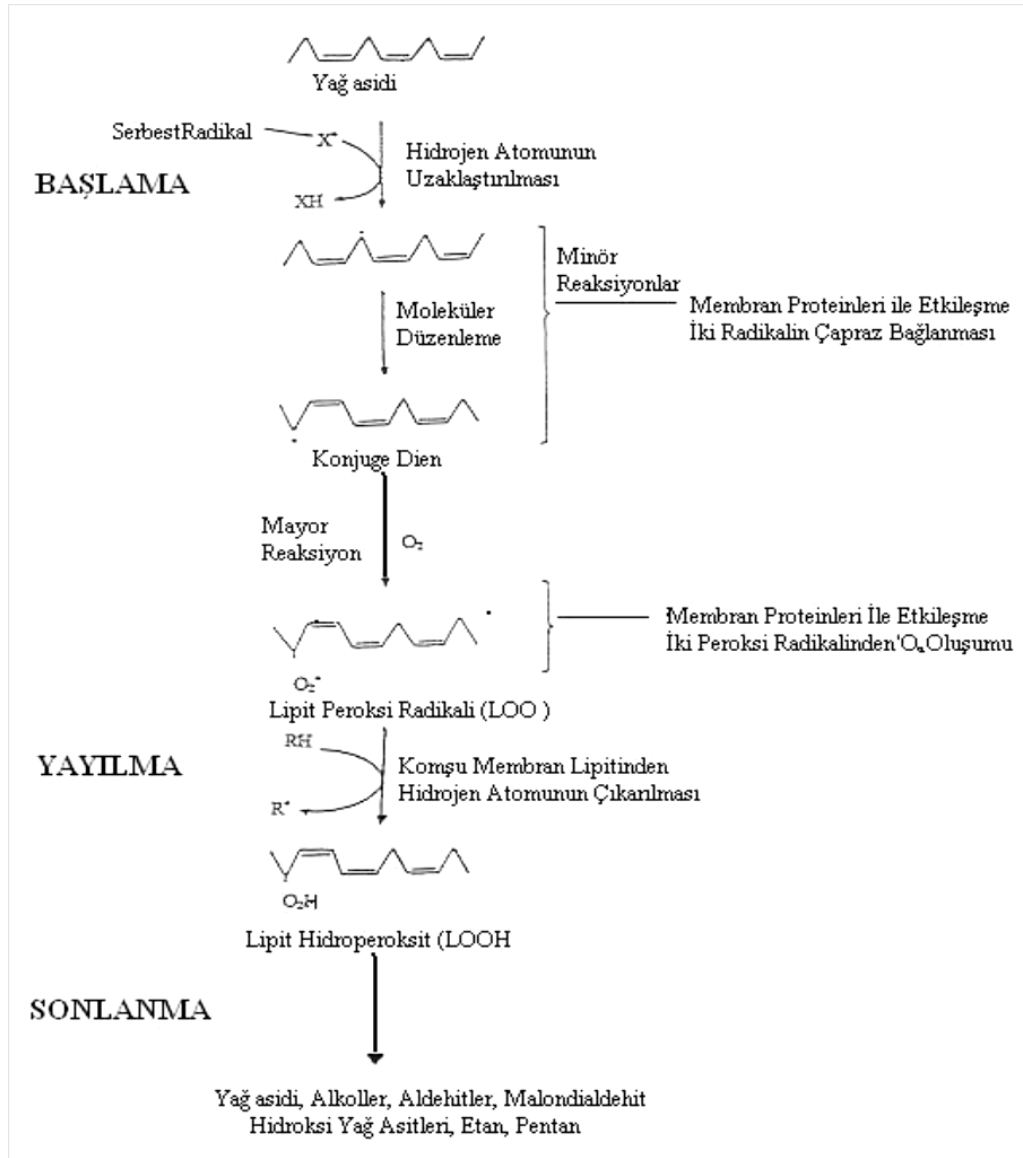 Yağ asidi
SerbestRadikal
X•
BAŞLAMA
Hidrojen Atomunun
Uzaklaştırılması
XH
Minör
Reaksiyonlar
Membran Proteinleri ile Etkileşme
İki Radikalin Çapraz Bağlanması
Moleküler
Düzenleme
Konjuge Dien
Mayor
Reaksiyon
O₂
Membran Proteinleri İle Etkileşme
İki Peroksi Radikalinden Oluşumu
O₂•
Lipit Peroksi Radikali (LOO )
RH
YAYILMA
Komşu Membran Lipitinden
Hidrojen Atomunun Çıkarılması
R•
O₂H
Lipit Hidroperoksit (LOOH
SONLANMA
Yağ asidi, Alkoller, Aldehitler, Malondialdehit
Hidroksi Yağ Asitleri, Etan, Pentan